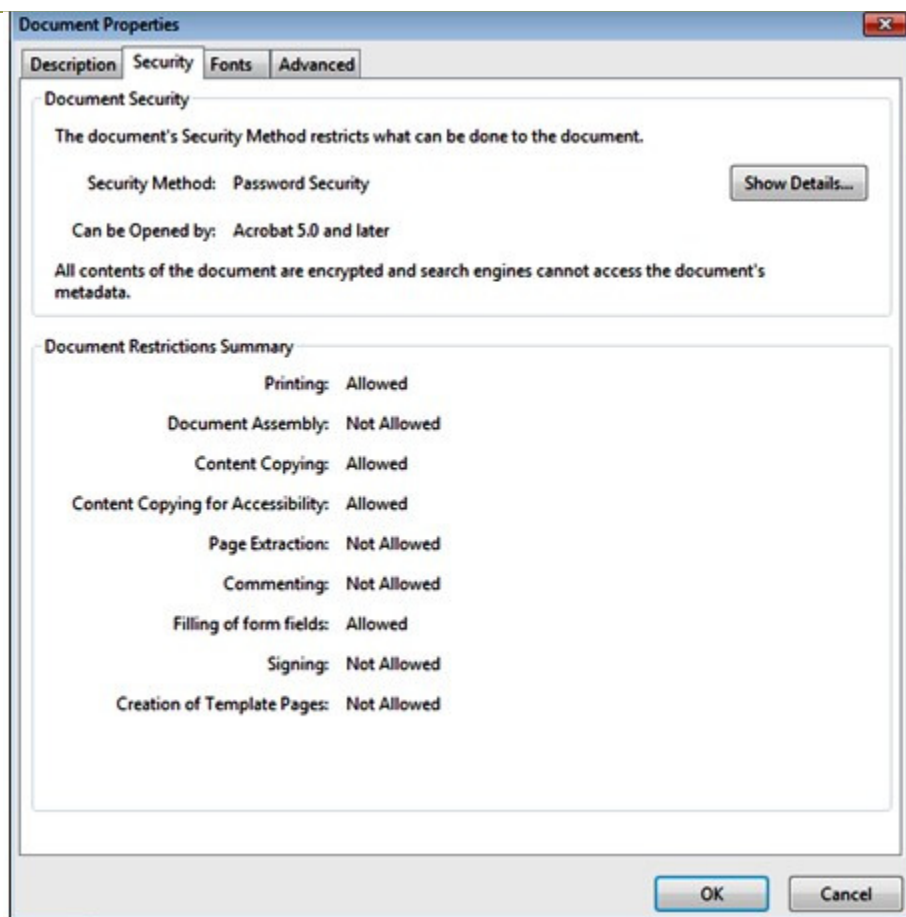 Document Properties
Description Security Fonts Advanced
Document Security
The document's Security Method restricts what can be done to the document.
Security Method: Password Security Show Details...
Can be Opened by: Acrobat 5.0 and later
All contents of the document are encrypted and search engines cannot access the document's
metadata.
Document Restrictions Summary
Printing: Allowed
Document Assembly: Not Allowed
Content Copying: Allowed
Content Copying for Accessibility: Allowed
Page Extraction: Not Allowed
Commenting: Not Allowed
Filling of form fields: Allowed
Signing: Not Allowed
Creation of Template Pages: Not Allowed
OK Cancel